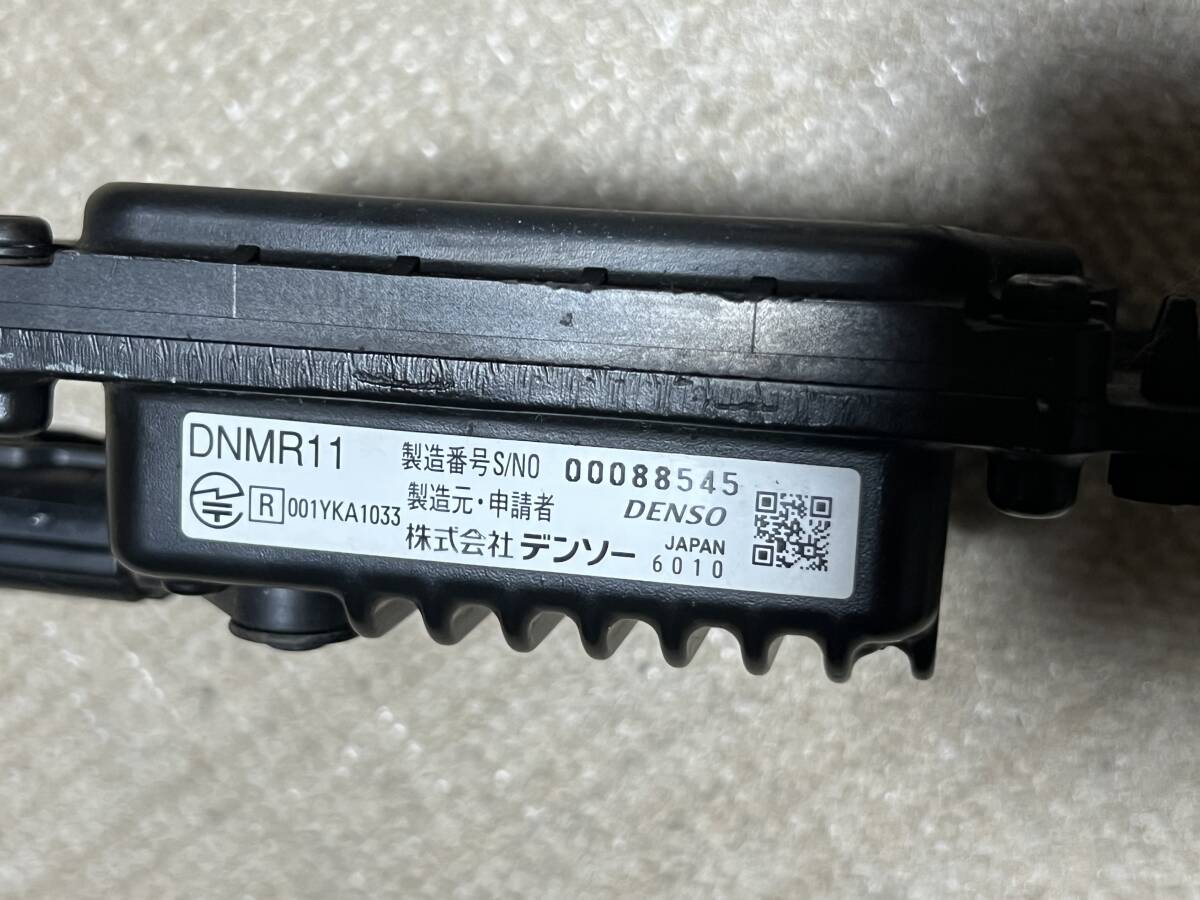 DNMR11 製造番号S/NO 00088545
R 001YKA1033 製造元・申請者 DENSO
株式会社 デンソー JAPAN
6010